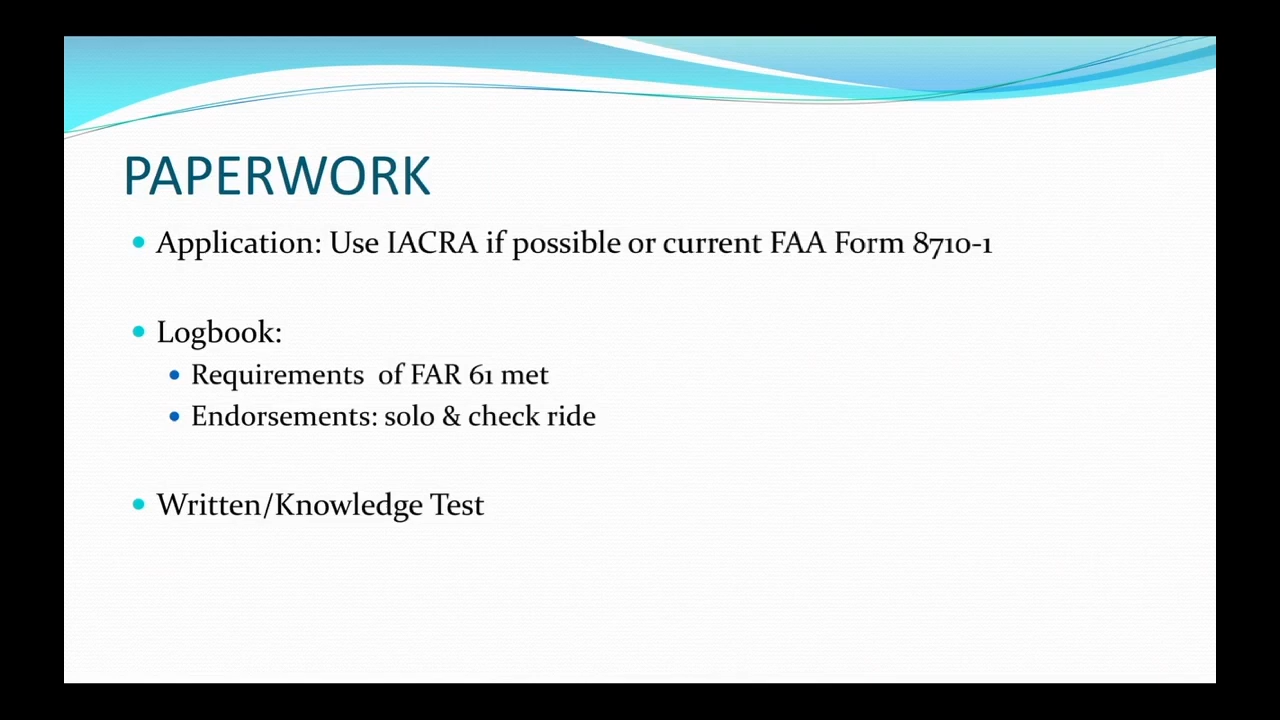 PAPERWORK
Application: Use IACRA if possible or current FAA Form 8710-1
Logbook:
Requirements of FAR 61 met
Endorsements: solo & check ride
Written/Knowledge Test